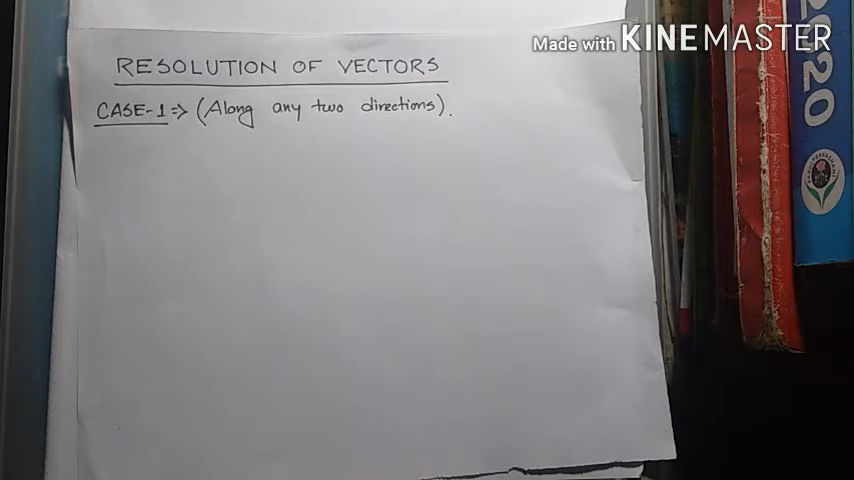 Made with KINEMASTER
RESOLUTION OF VECTORS
CASE-1 => (Along any two directions).
2020